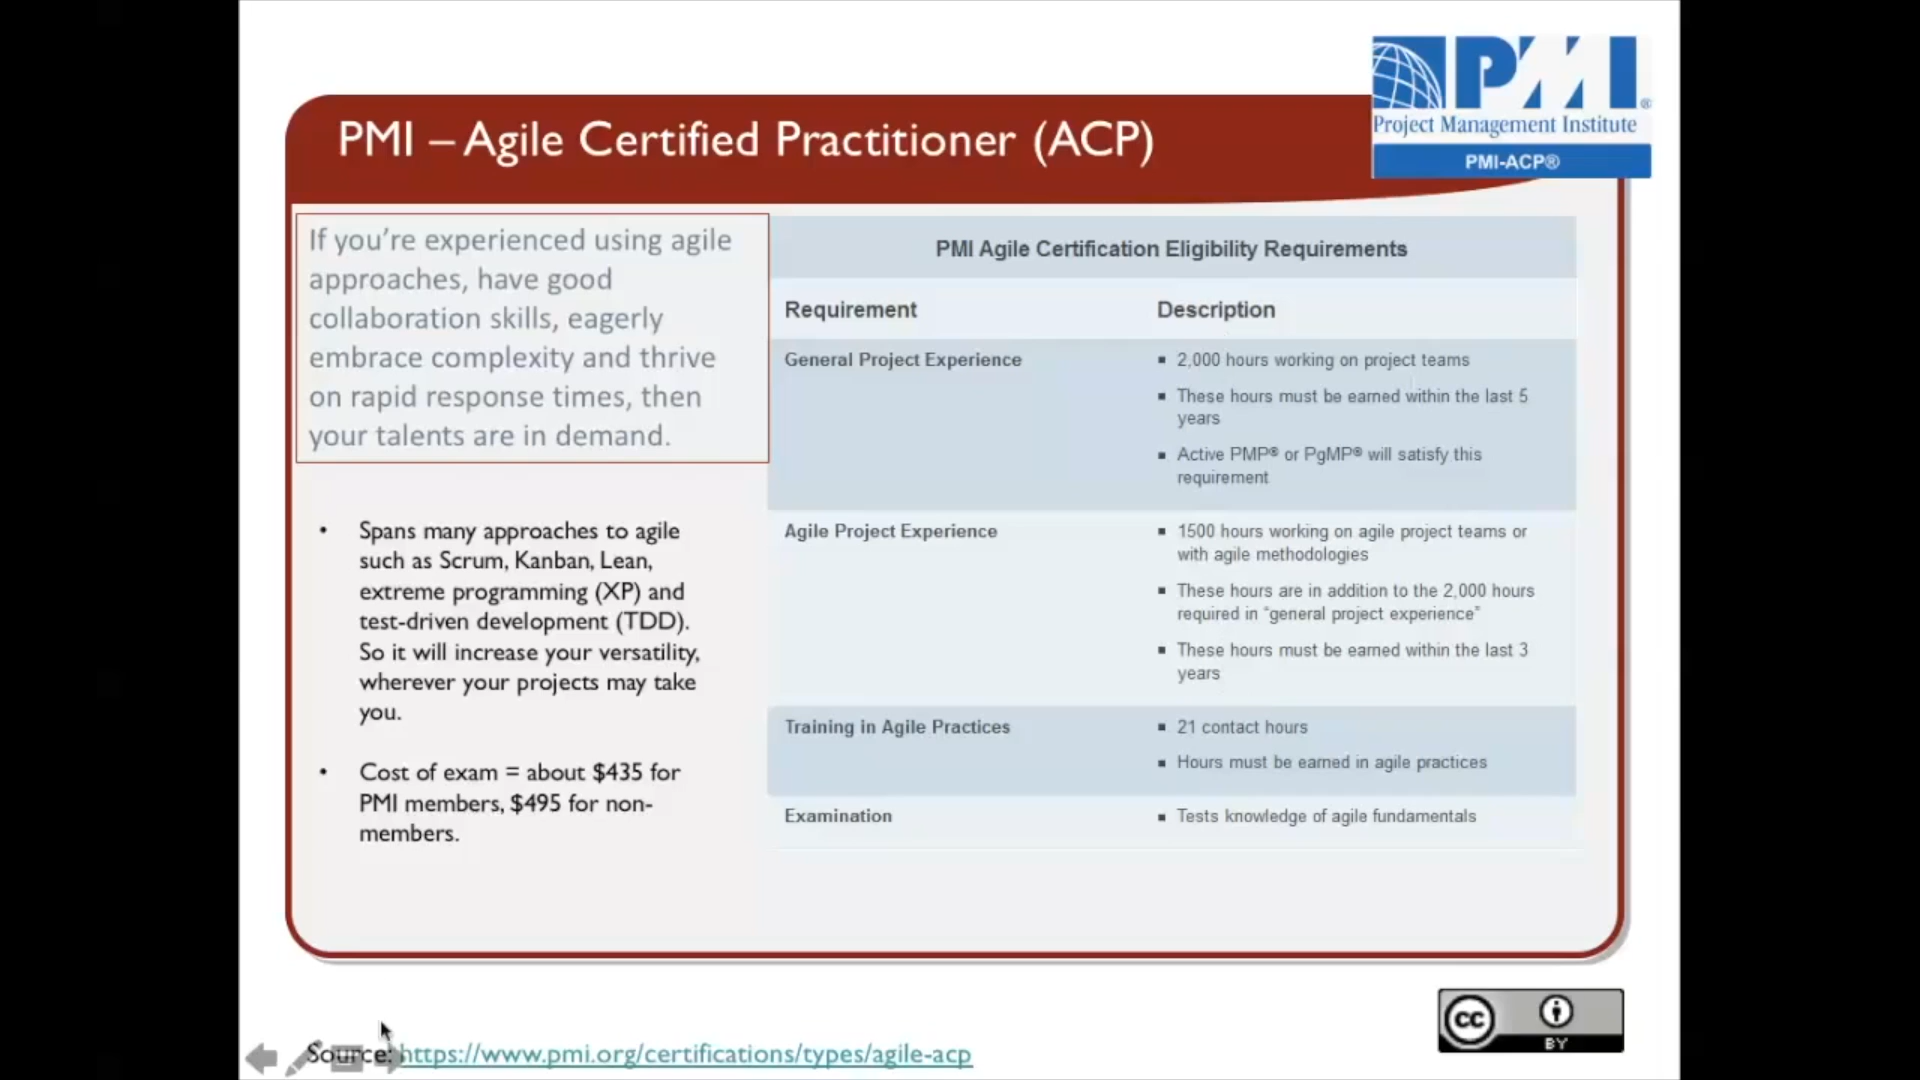 PMI – Agile Certified Practitioner (ACP)
PMI ®
Project Management Institute
PMI-ACP®
If you’re experienced using agile
approaches, have good
collaboration skills, eagerly
embrace complexity and thrive
on rapid response times, then
your talents are in demand.
• Spans many approaches to agile
such as Scrum, Kanban, Lean,
extreme programming (XP) and
test-driven development (TDD).
So it will increase your versatility,
wherever your projects may take
you.
• Cost of exam = about $435 for
PMI members, $495 for non-
members.
PMI Agile Certification Eligibility Requirements
Requirement Description
General Project Experience
▪ 2,000 hours working on project teams
▪ These hours must be earned within the last 5
years
▪ Active PMP® or PgMP® will satisfy this
requirement
Agile Project Experience
▪ 1500 hours working on agile project teams or
with agile methodologies
▪ These hours are in addition to the 2,000 hours
required in “general project experience”
▪ These hours must be earned within the last 3
years
Training in Agile Practices
▪ 21 contact hours
▪ Hours must be earned in agile practices
Examination
▪ Tests knowledge of agile fundamentals
Source: https://www.pmi.org/certifications/types/agile-acp
cc
BY